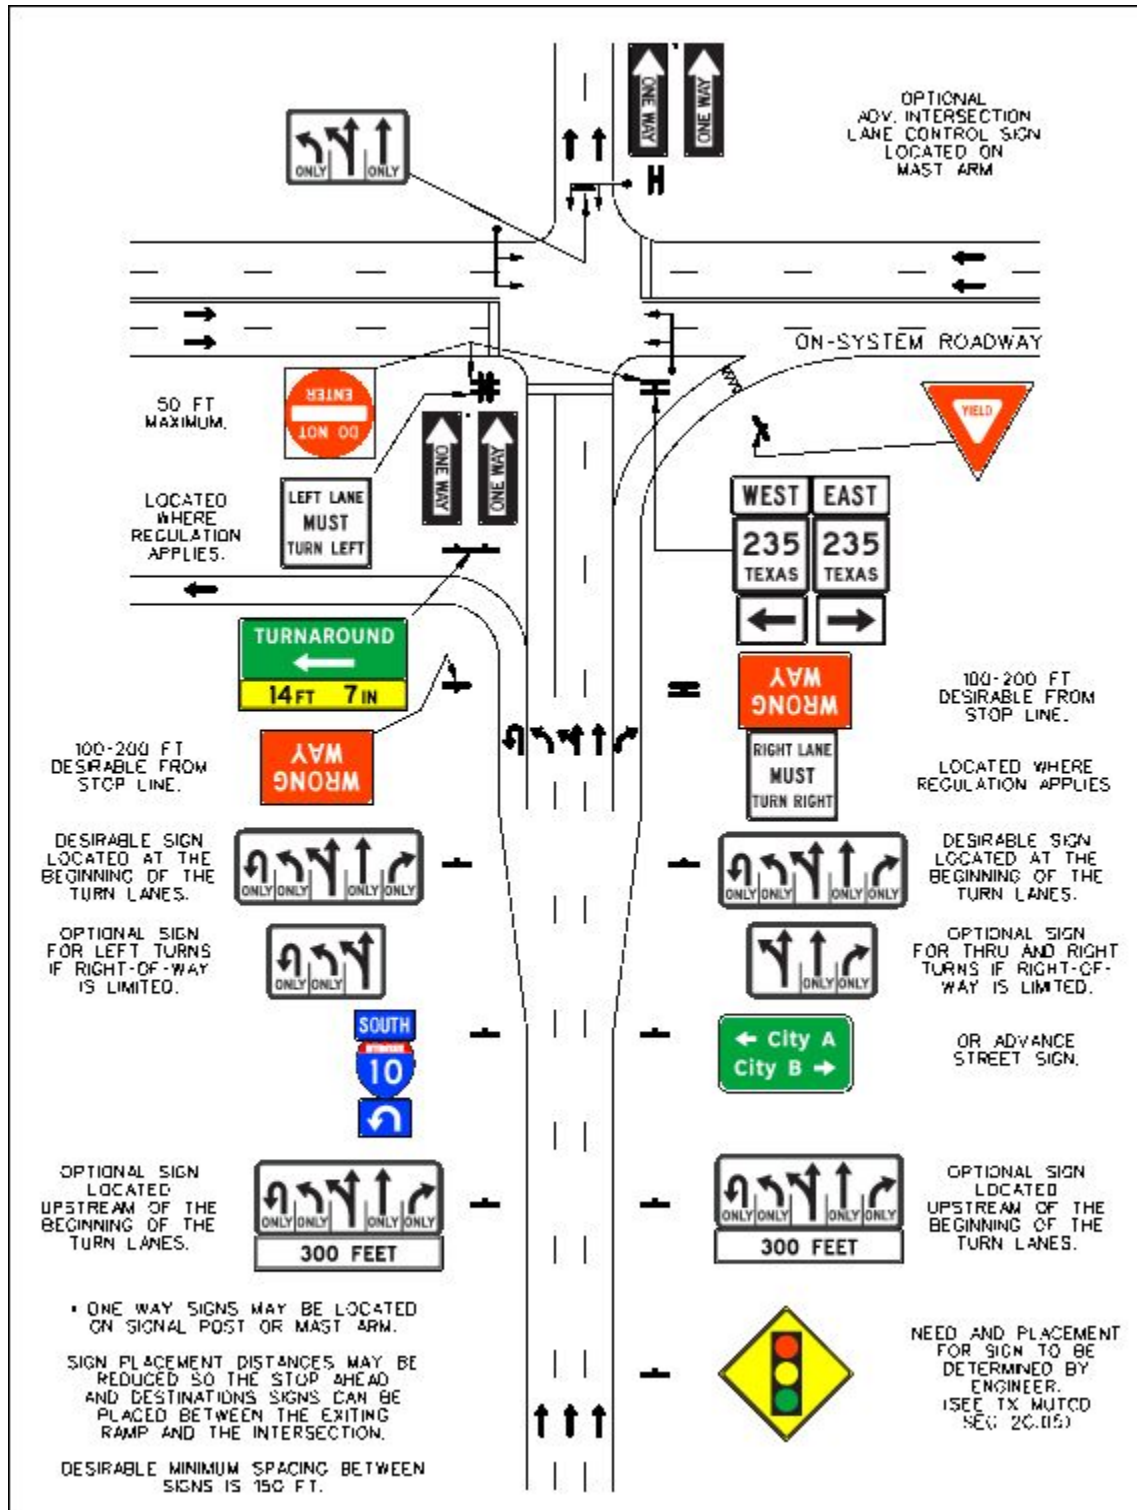 ONE WAY
ONE WAY
OPTIONAL
ADV. INTERSECTION
LANE CONTROL SIGN
LOCATED ON
MAST ARM
ONLY ONLY
H
ON-SYSTEM ROADWAY
50 FT
MAXIMUM.
DO NOT
ENTER
YIELD
ONE WAY
ONE WAY
LOCATED
WHERE
REGULATION
APPLIES.
LEFT LANE
MUST
TURN LEFT
WEST EAST
235 235
TEXAS TEXAS
TURNAROUND
14 FT 7 IN
WRONG
WAY
100-200 FT
DESIRABLE FROM
STOP LINE.
100-200 FT
DESIRABLE FROM
STOP LINE.
WRONG
WAY
RIGHT LANE
MUST
TURN RIGHT
LOCATED WHERE
REGULATION APPLIES
DESIRABLE SIGN
LOCATED AT THE
BEGINNING OF THE
TURN LANES.
ONLY ONLY ONLY ONLY
ONLY ONLY ONLY ONLY
DESIRABLE SIGN
LOCATED AT THE
BEGINNING OF THE
TURN LANES.
OPTIONAL SIGN
FOR LEFT TURNS
IF RIGHT-OF-WAY
IS LIMITED.
ONLY ONLY
ONLY ONLY
OPTIONAL SIGN
FOR THRU AND RIGHT
TURNS IF RIGHT-OF-
WAY IS LIMITED.
SOUTH
10
← City A
City B →
OR ADVANCE
STREET SIGN.
OPTIONAL SIGN
LOCATED
UPSTREAM OF THE
BEGINNING OF THE
TURN LANES.
ONLY ONLY ONLY ONLY
300 FEET
ONLY ONLY ONLY ONLY
300 FEET
OPTIONAL SIGN
LOCATED
UPSTREAM OF THE
BEGINNING OF THE
TURN LANES.
• ONE WAY SIGNS MAY BE LOCATED
ON SIGNAL POST OR MAST ARM.
SIGN PLACEMENT DISTANCES MAY BE
REDUCED SO THE STOP AHEAD
AND DESTINATIONS SIGNS CAN BE
PLACED BETWEEN THE EXITING
RAMP AND THE INTERSECTION.
DESIRABLE MINIMUM SPACING BETWEEN
SIGNS IS 150 FT.
NEED AND PLACEMENT
FOR SIGN TO BE
DETERMINED BY
ENGINEER.
(SEE TX MUTCD
SEC 2C.05)